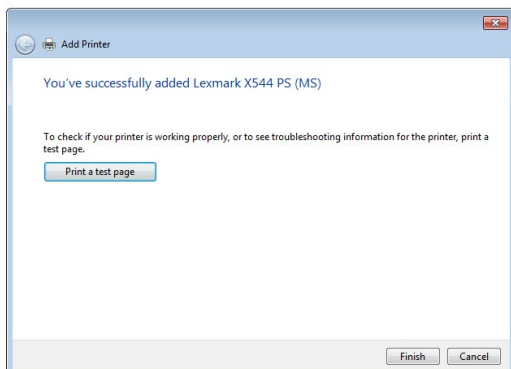 Add Printer
You've successfully added Lexmark X544 PS (MS)
To check if your printer is working properly, or to see troubleshooting information for the printer, print a
test page.
Print a test page
Finish Cancel